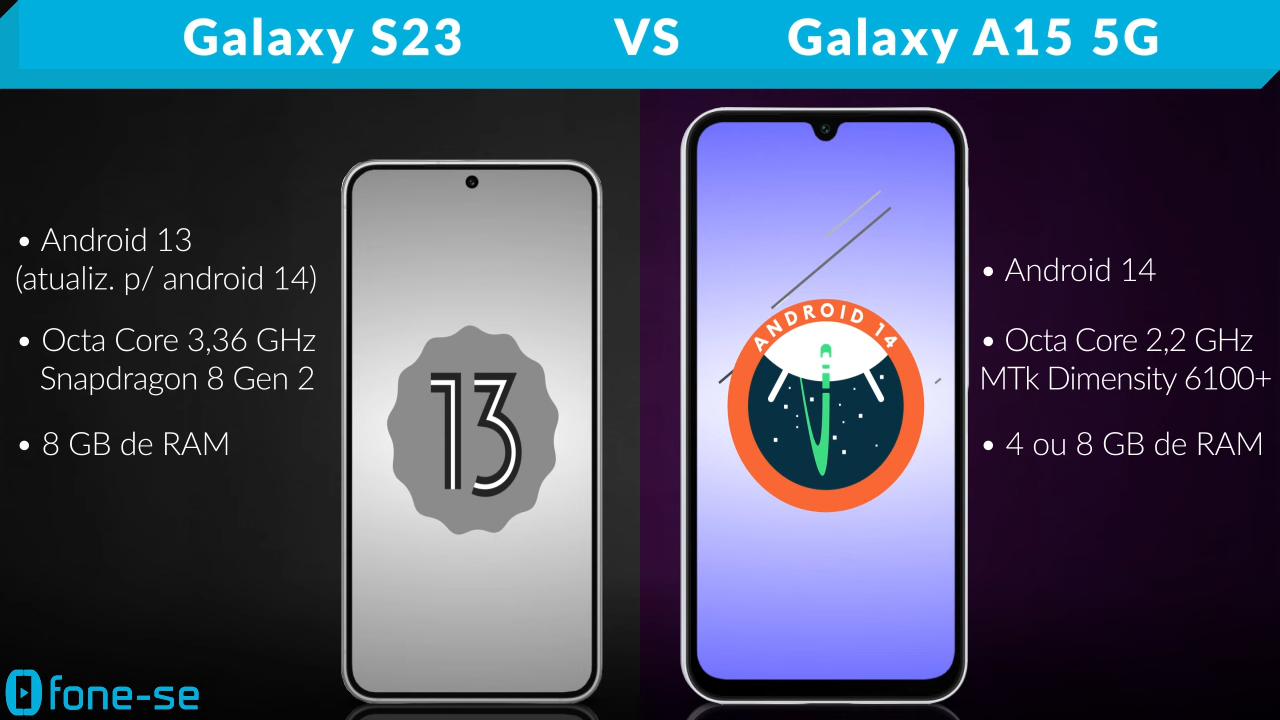 Galaxy S23 VS Galaxy A15 5G
• Android 13
(atualiz. p/ android 14)
• Octa Core 3,36 GHz
Snapdragon 8 Gen 2
• 8 GB de RAM
13
ANDROID 14
• Android 14
• Octa Core 2,2 GHz
MTk Dimensity 6100+
• 4 ou 8 GB de RAM
fone-se